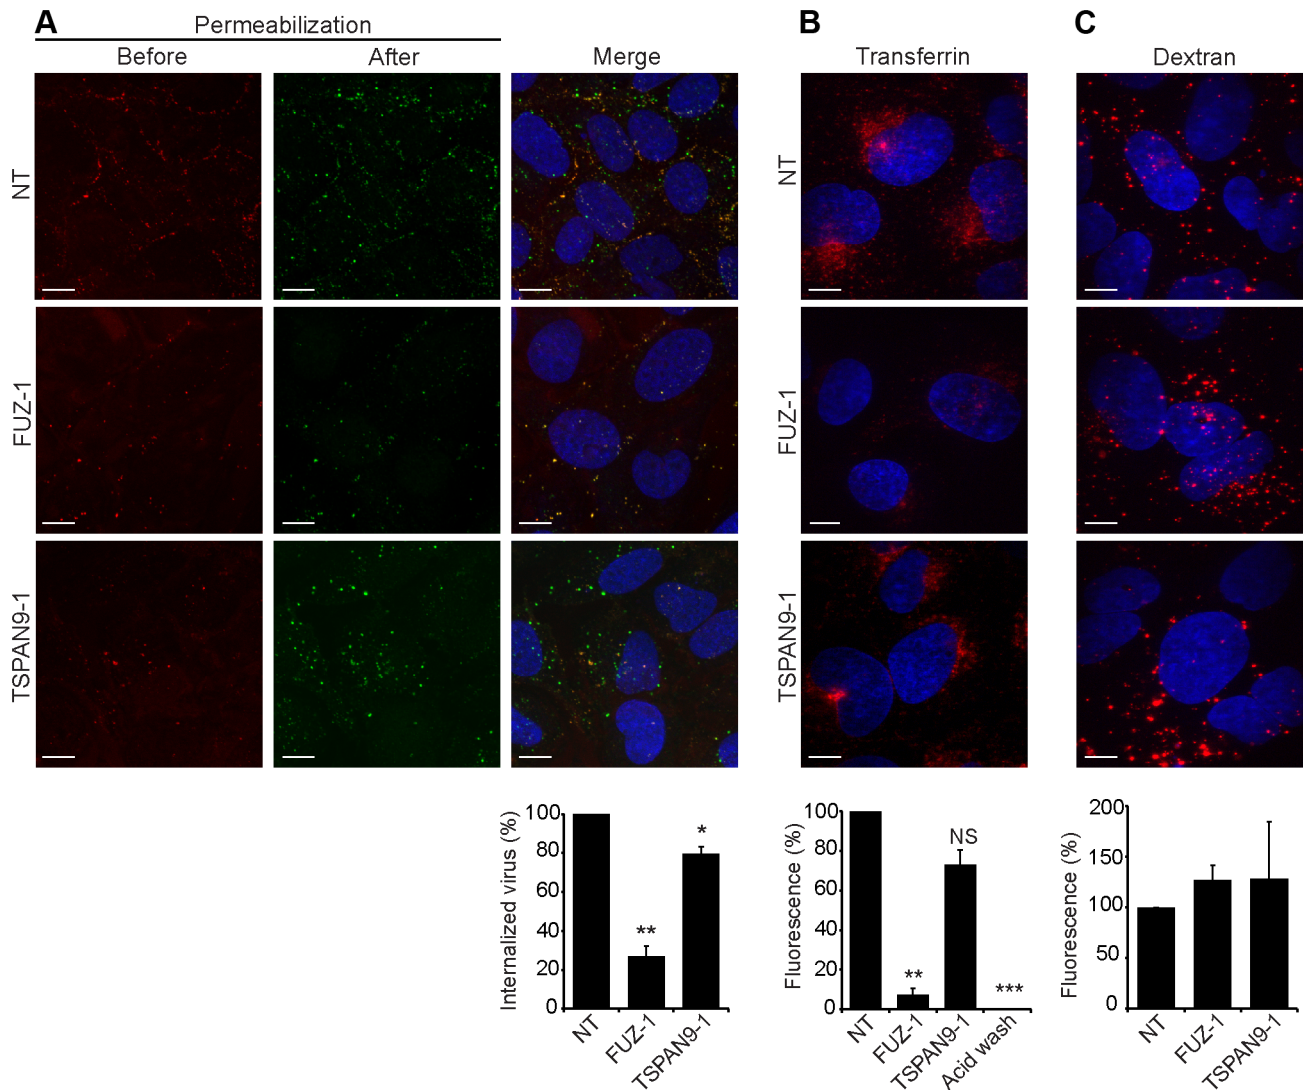 A
Permeabilization
Before
After
Merge
B
Transferrin
C
Dextran
NT
NT
FUZ-1
FUZ-1
TSPAN9-1
TSPAN9-1
Internalized virus (%)
100
80
60
40
20
0
**
*
NT
FUZ-1
TSPAN9-1
Fluorescence (%)
100
80
60
40
20
0
**
NS
***
NT
FUZ-1
TSPAN9-1
Acid wash
Fluorescence (%)
200
150
100
50
0
NT
FUZ-1
TSPAN9-1